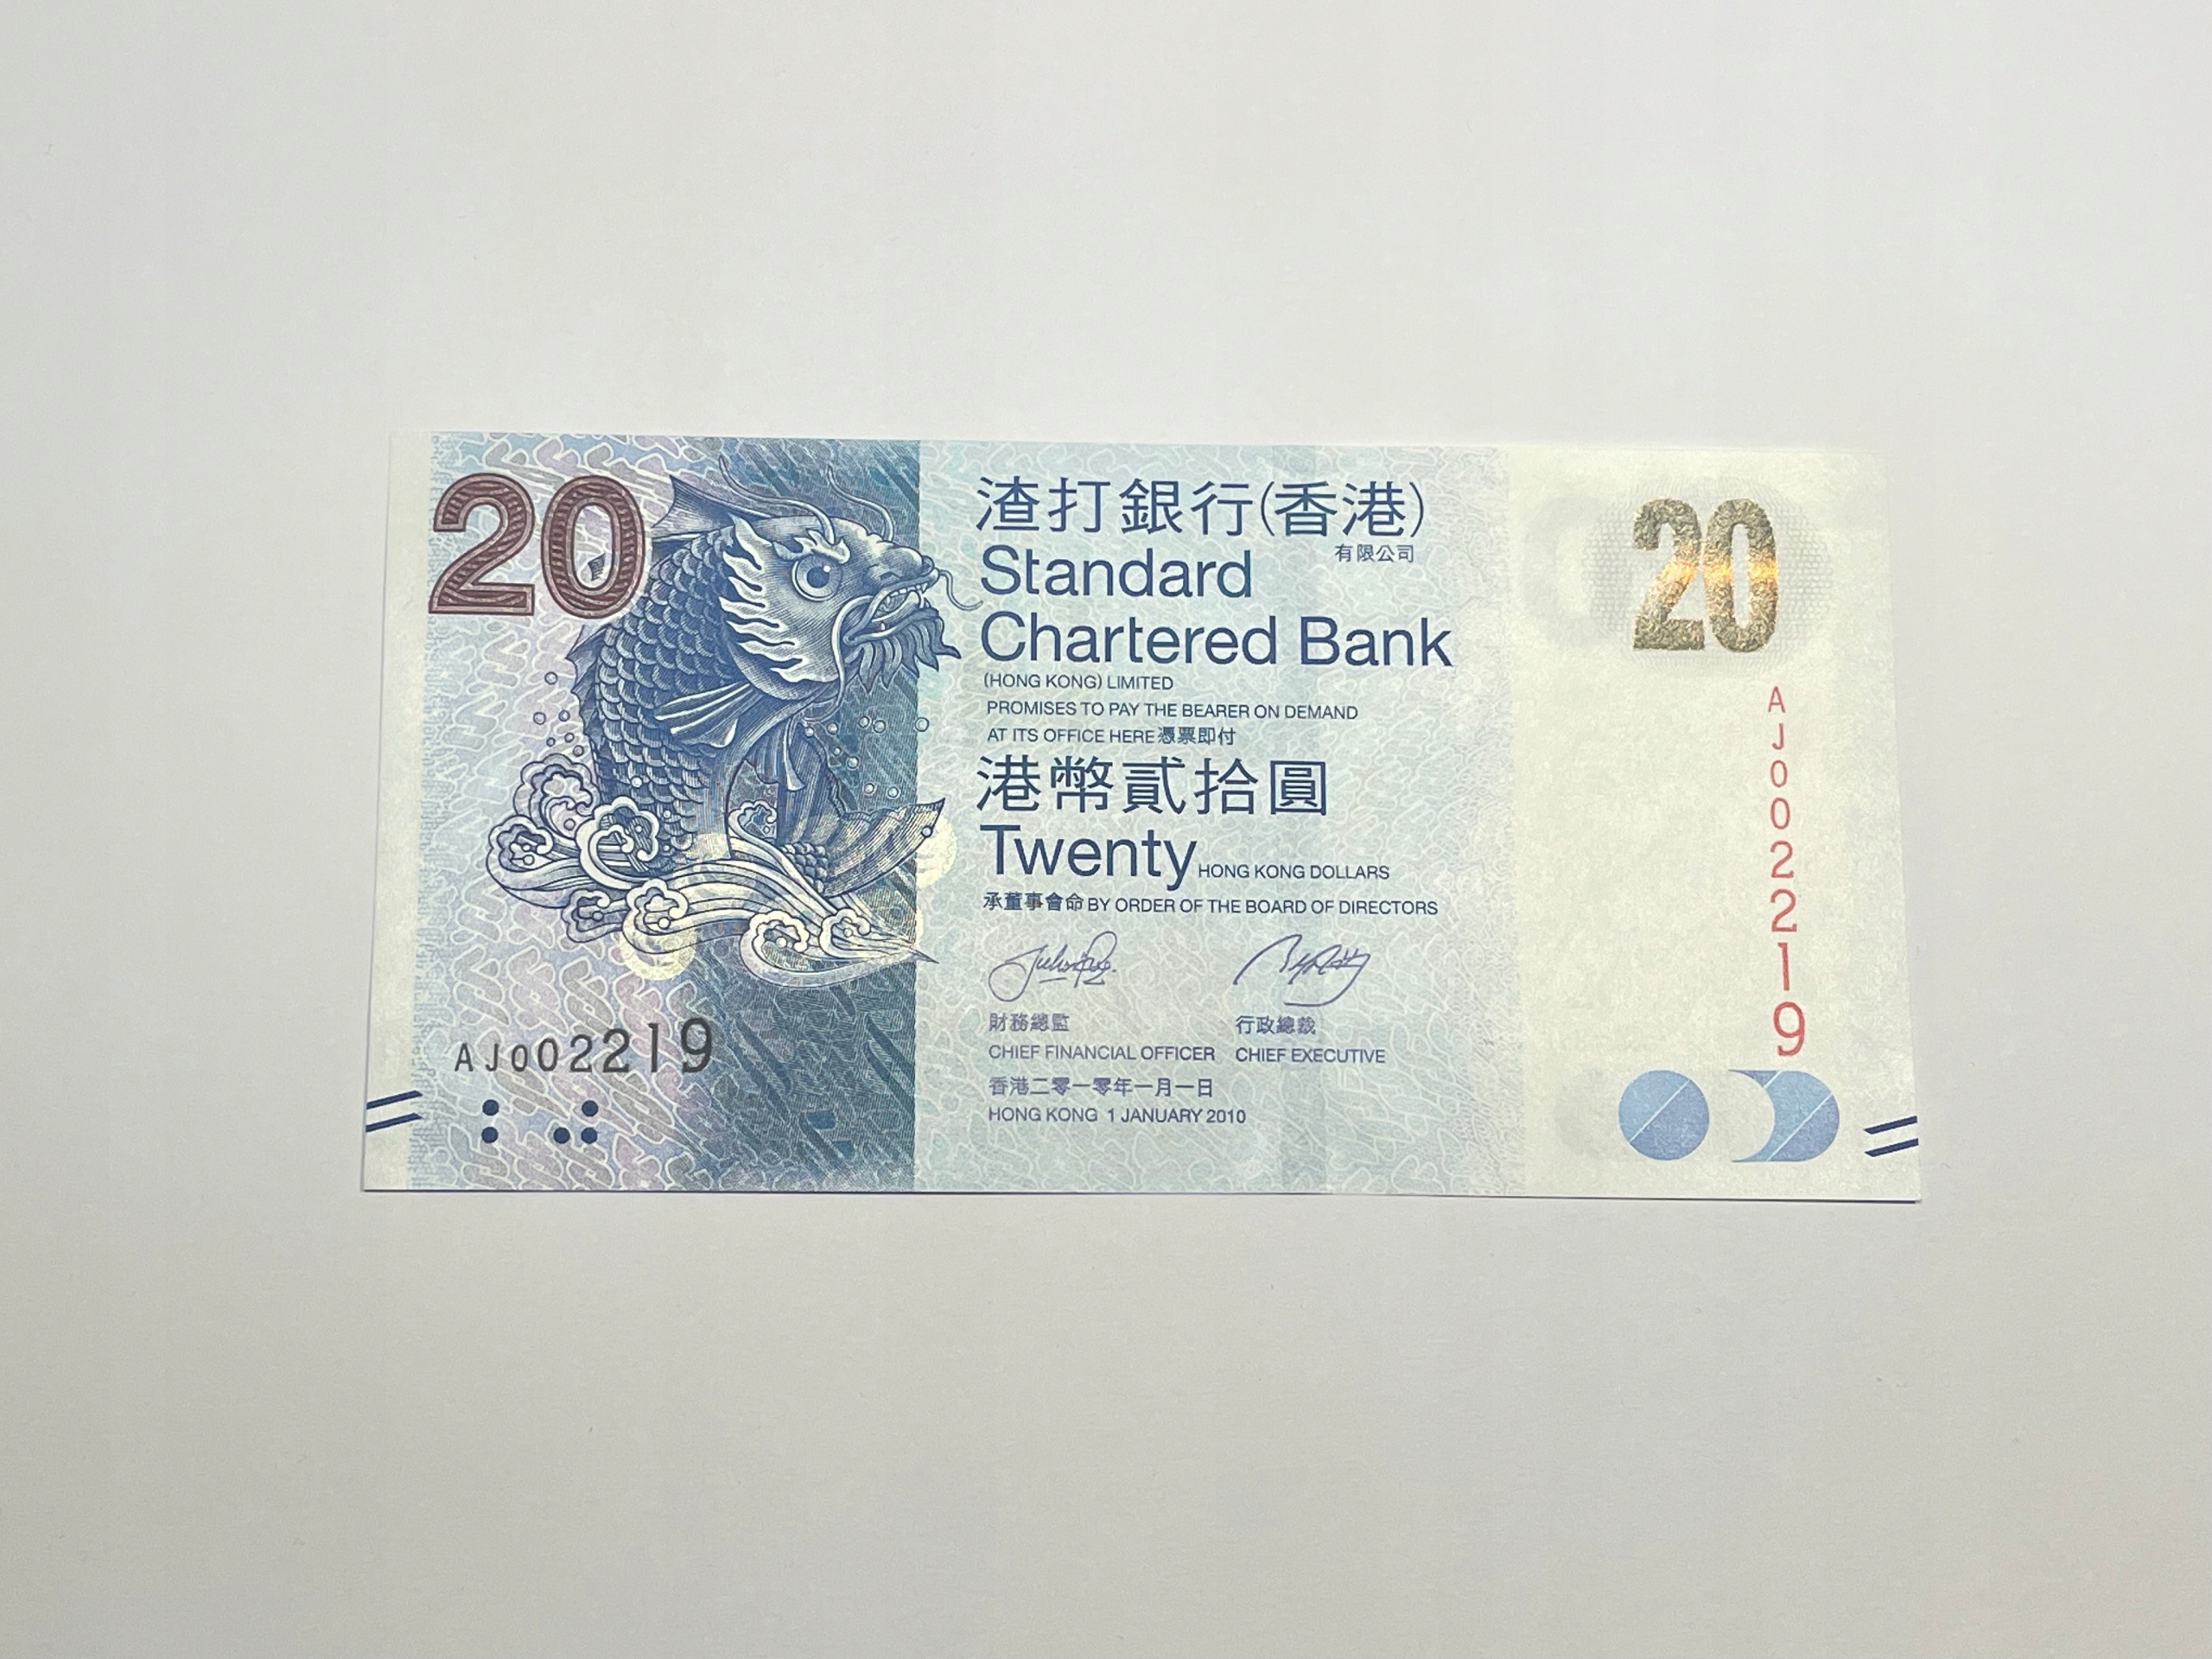 20
渣打銀行(香港)
有限公司
Standard
Chartered Bank
(HONG KONG) LIMITED
PROMISES TO PAY THE BEARER ON DEMAND
AT ITS OFFICE HERE 憑票即付
港幣貳拾圓
Twenty HONG KONG DOLLARS
承董事會命 BY ORDER OF THE BOARD OF DIRECTORS
財務總監 行政總裁
CHIEF FINANCIAL OFFICER CHIEF EXECUTIVE
香港二零一零年一月一日
HONG KONG 1 JANUARY 2010
AJ002219
20
AJ002219